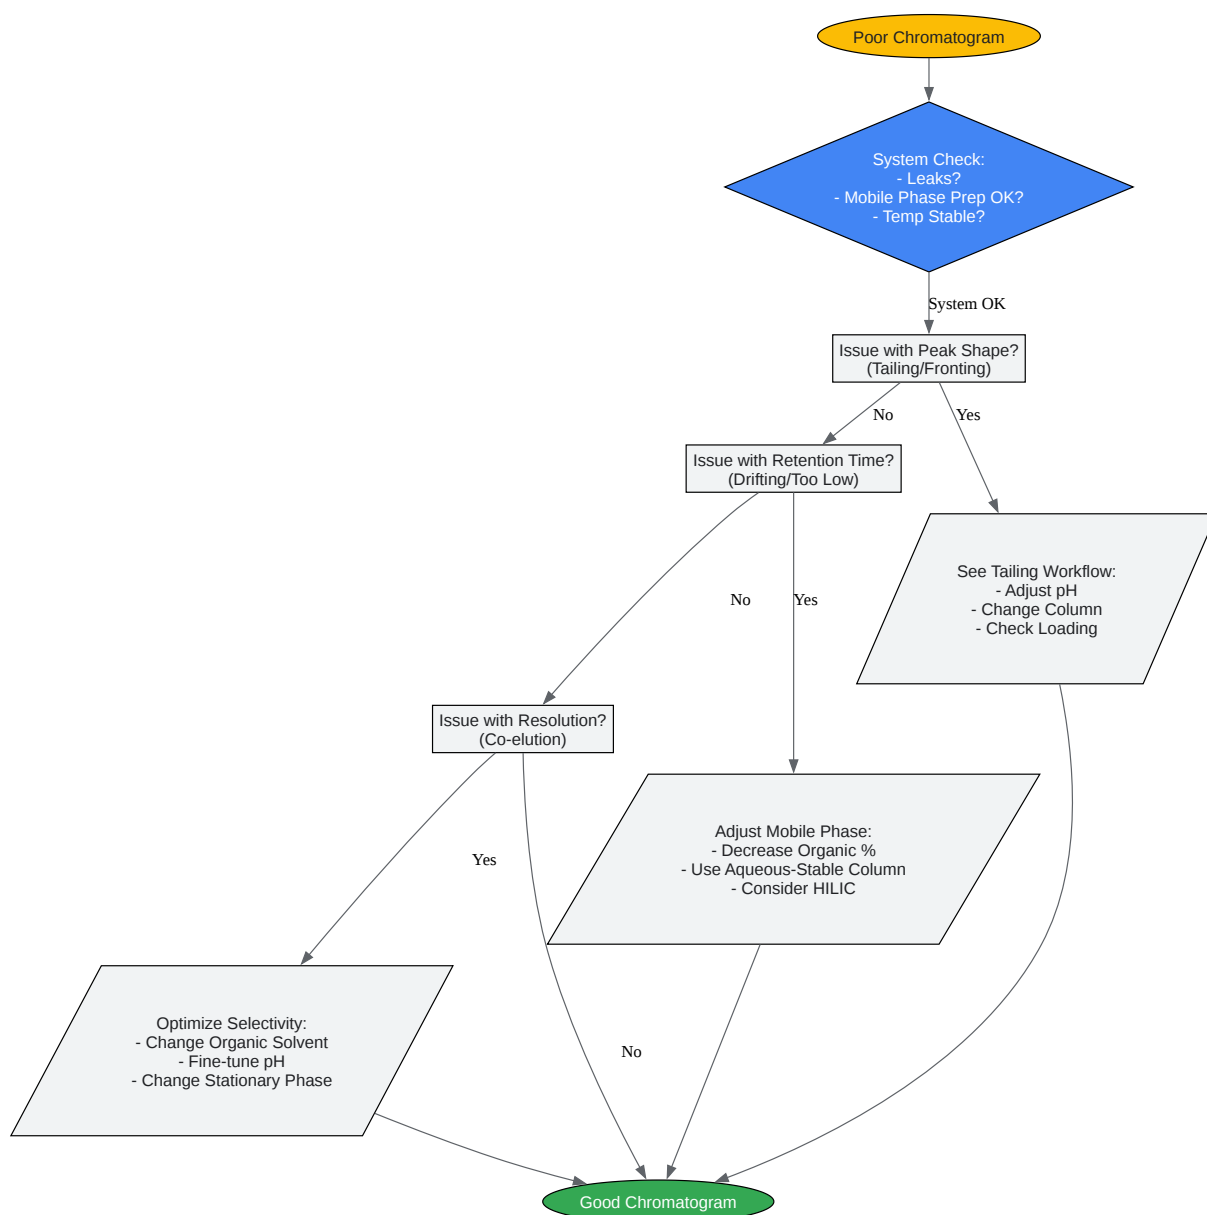 Poor Chromatogram
System Check:
- Leaks?
- Mobile Phase Prep OK?
- Temp Stable?
System OK
Issue with Peak Shape?
(Tailing/Fronting)
No
Yes
Issue with Retention Time?
(Drifting/Too Low)
See Tailing Workflow:
- Adjust pH
- Change Column
- Check Loading
No
Yes
Issue with Resolution?
(Co-elution)
Adjust Mobile Phase:
- Decrease Organic %
- Use Aqueous-Stable Column
- Consider HILIC
Yes
Optimize Selectivity:
- Change Organic Solvent
- Fine-tune pH
- Change Stationary Phase
No
Good Chromatogram